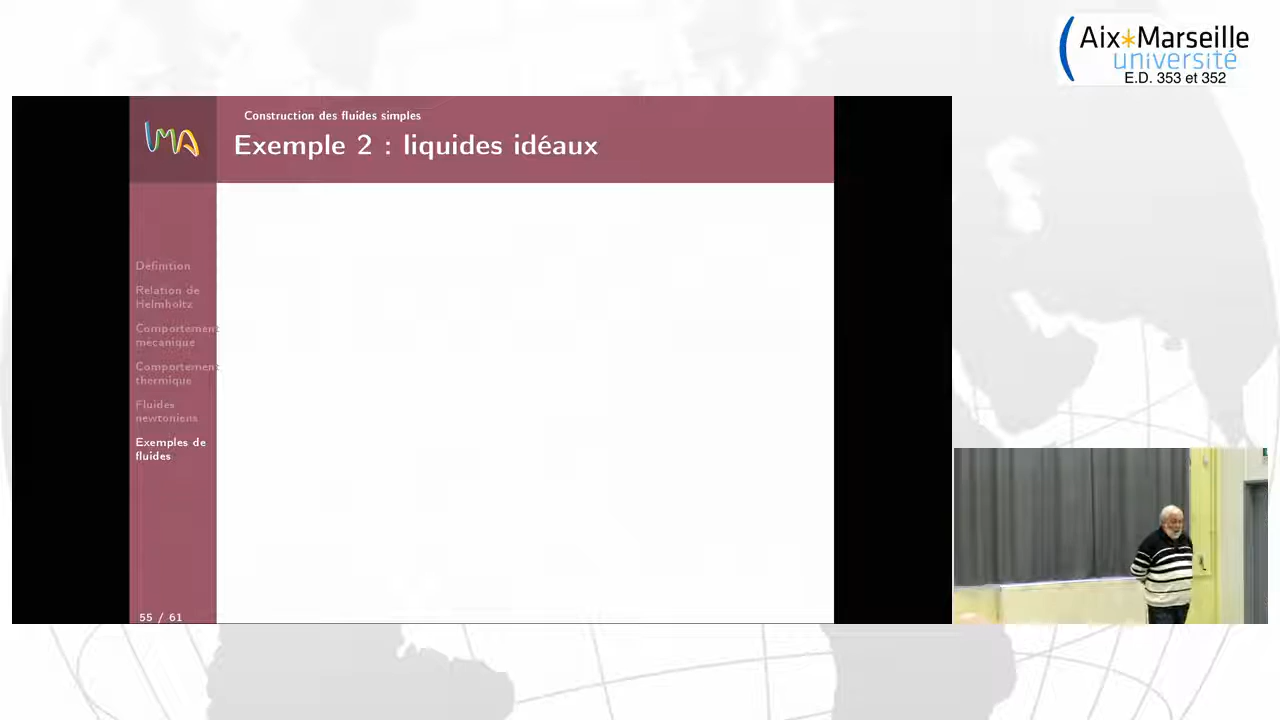 Aix*Marseille
université
E.D. 353 et 352
Construction des fluides simples
LMA
Exemple 2 : liquides idéaux
Définition
Relation de
Helmholtz
Comportement
mécanique
Comportement
thermique
Fluides
newtoniens
Exemples de
fluides
55 / 61